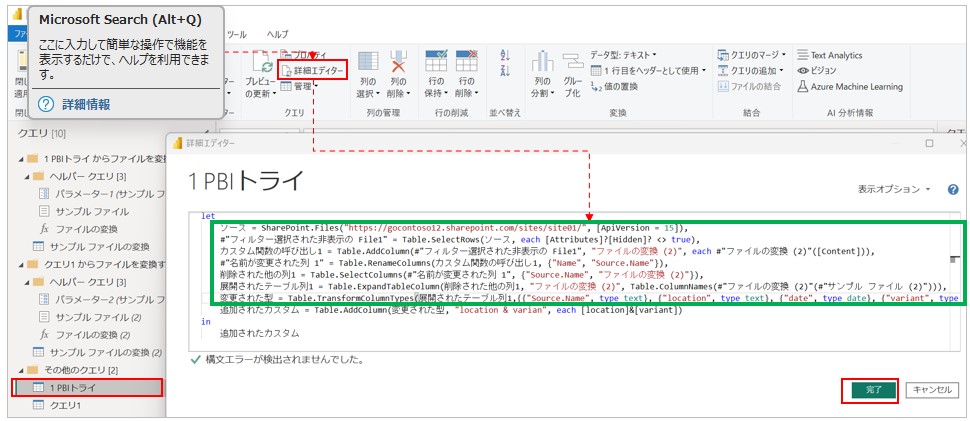 Microsoft Search (Alt+Q)
ここに入力して簡単な操作で機能を
表示するだけで、ヘルプを利用できま
す。
詳細情報
ツール
ヘルプ
プレビュー
の更新
プロパティ
詳細エディター
管理
クエリ
列の
選択
列の
削除
列の管理
行の
保持
行の
削除
行の削減
並べ替え
列の
分割
グルー
プ化
データ型: テキスト
1 行目をヘッダーとして使用
値の置換
変換
クエリのマージ
クエリの追加
ファイルの結合
結合
Text Analytics
ビジョン
Azure Machine Learning
AI 分析情報
クエリ [10]
1 PBIトライ からファイルを変換
ヘルパー クエリ [3]
パラメーター1 (サンプル フ
サンプル ファイル
ファイルの変換
サンプル ファイルの変換
クエリ1 からファイルを変換す
ヘルパー クエリ [3]
パラメーター2 (サンプル フ
サンプル ファイル (2)
ファイルの変換 (2)
サンプル ファイルの変換 (2)
その他のクエリ [2]
1 PBIトライ
クエリ1
詳細エディター
1 PBIトライ
表示オプション
let
ソース = SharePoint.Files("https://gocontoso12.sharepoint.com/sites/site01/", [ApiVersion = 15]),
#"フィルター選択された非表示の File1" = Table.SelectRows(ソース, each [Attributes]?[Hidden]? <> true),
カスタム関数の呼び出し1 = Table.AddColumn(#"フィルター選択された非表示の File1", "ファイルの変換 (2)", each #"ファイルの変換 (2)"([Content])),
#"名前が変更された列 1" = Table.RenameColumns(カスタム関数の呼び出し1, {"Name", "Source.Name"}),
削除された他の列1 = Table.SelectColumns(#"名前が変更された列 1", {"Source.Name", "ファイルの変換 (2)"}),
展開されたテーブル列1 = Table.ExpandTableColumn(削除された他の列1, "ファイルの変換 (2)", Table.ColumnNames(#"ファイルの変換 (2)"(#"サンプル ファイル (2)"))),
変更された型 = Table.TransformColumnTypes(展開されたテーブル列1,{{"Source.Name", type text}, {"location", type text}, {"date", type date}, {"variant", type
追加されたカスタム = Table.AddColumn(変更された型, "location & varian", each [location]&[variant])
in
追加されたカスタム
構文エラーが検出されませんでした。
完了
キャンセル